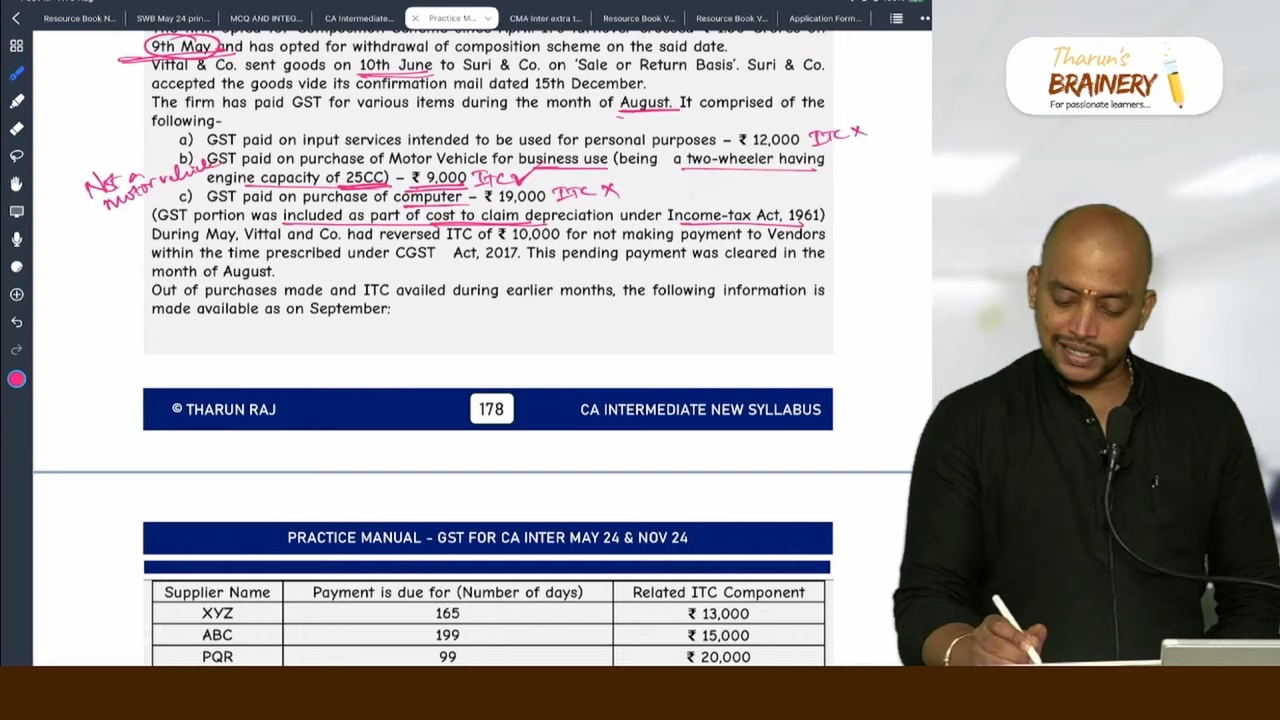 Resource Book N...
SWB May 24 prin...
MCQ AND INTEG...
CA Intermediate...
Practice M...
CMA Inter extra t...
Resource Book V...
Resource Book V...
Application Form...
9th May and has opted for withdrawal of composition scheme on the said date.
Vittal & Co. sent goods on 10th June to Suri & Co. on 'Sale or Return Basis'. Suri & Co.
accepted the goods vide its confirmation mail dated 15th December.
The firm has paid GST for various items during the month of August. It comprised of the
following-
a) GST paid on input services intended to be used for personal purposes – ₹ 12,000 ITC x
b) GST paid on purchase of Motor Vehicle for business use (being a two-wheeler having
engine capacity of 25CC) – ₹ 9,000 ITC ✓
Not a
motor vehicle
c) GST paid on purchase of computer – ₹ 19,000 ITC x
(GST portion was included as part of cost to claim depreciation under Income-tax Act, 1961)
During May, Vittal and Co. had reversed ITC of ₹ 10,000 for not making payment to Vendors
within the time prescribed under CGST Act, 2017. This pending payment was cleared in the
month of August.
Out of purchases made and ITC availed during earlier months, the following information is
made available as on September:
© THARUN RAJ
178
CA INTERMEDIATE NEW SYLLABUS
PRACTICE MANUAL - GST FOR CA INTER MAY 24 & NOV 24
Supplier Name Payment is due for (Number of days) Related ITC Component
XYZ 165 ₹ 13,000
ABC 199 ₹ 15,000
PQR 99 ₹ 20,000
Tharun's
BRAINERY
For passionate learners...